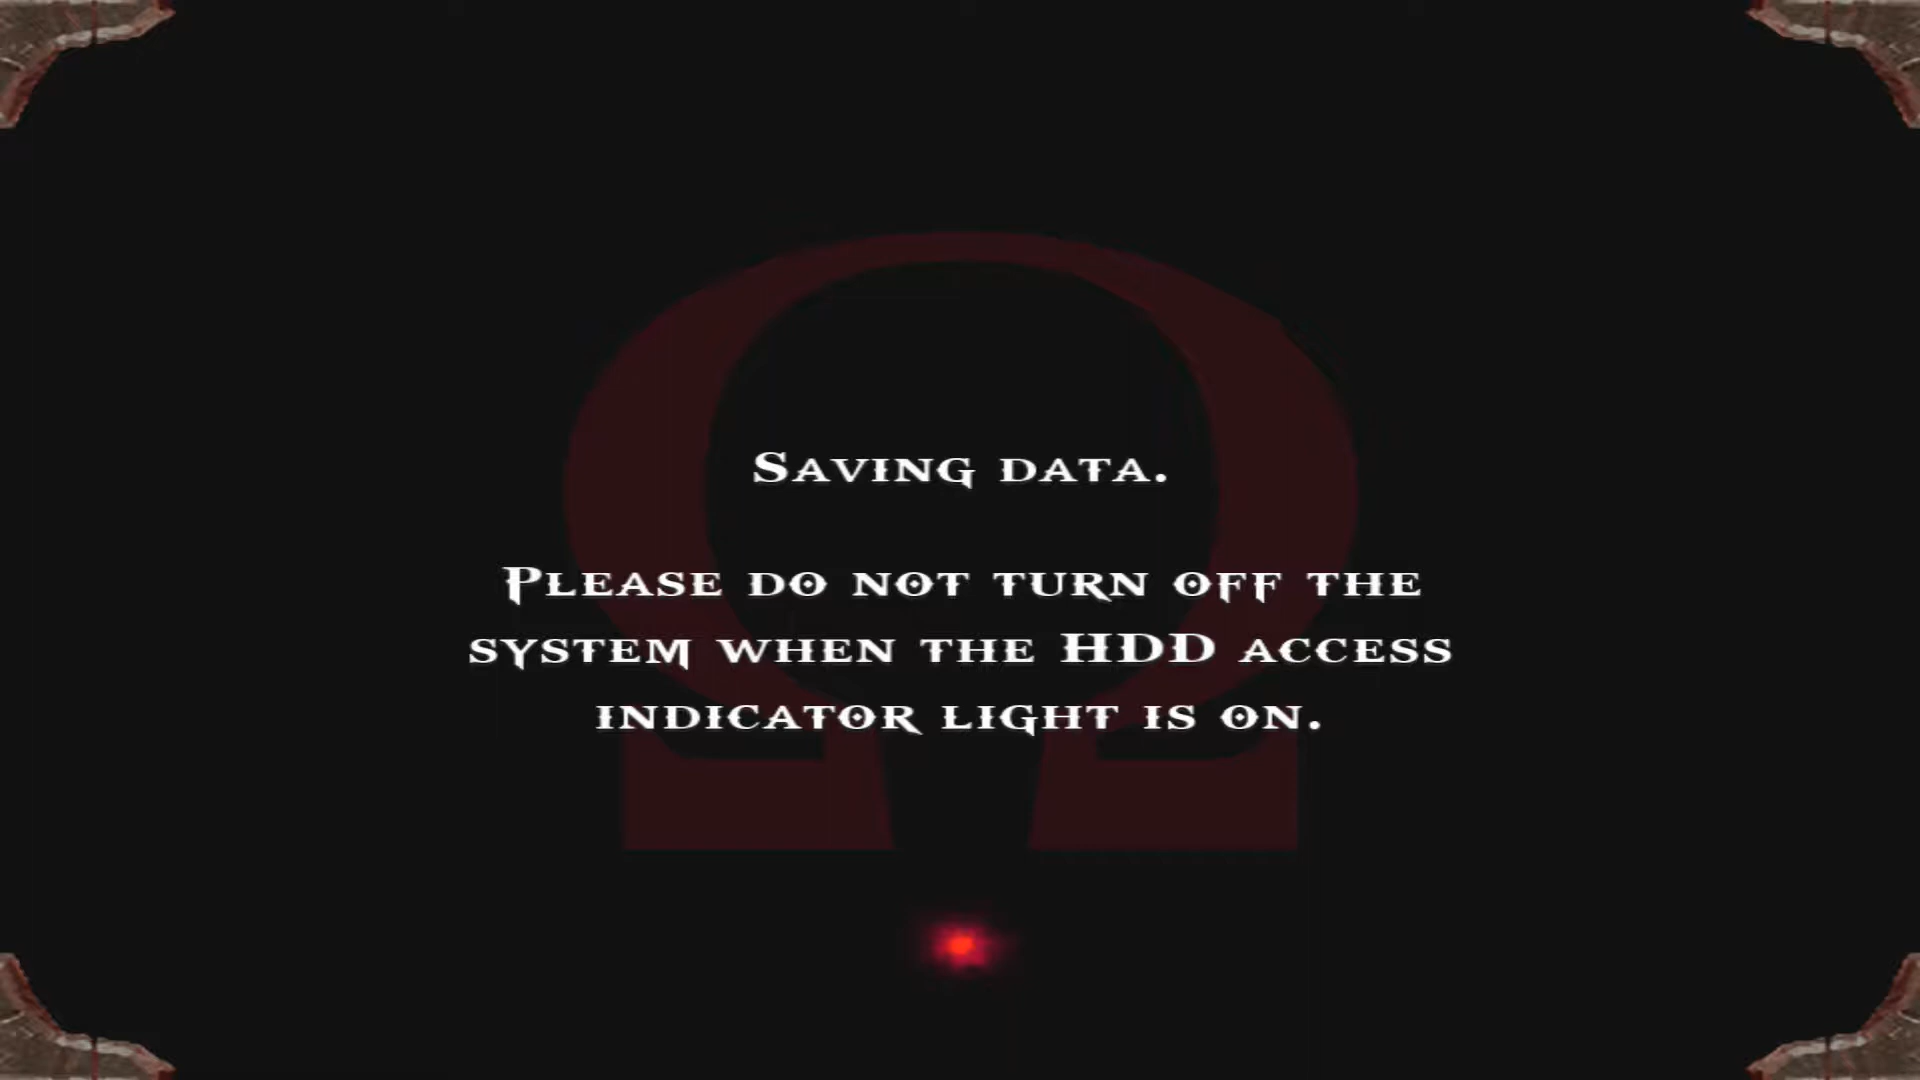 Saving data.
Please do not turn off the
system when the HDD access
indicator light is on.